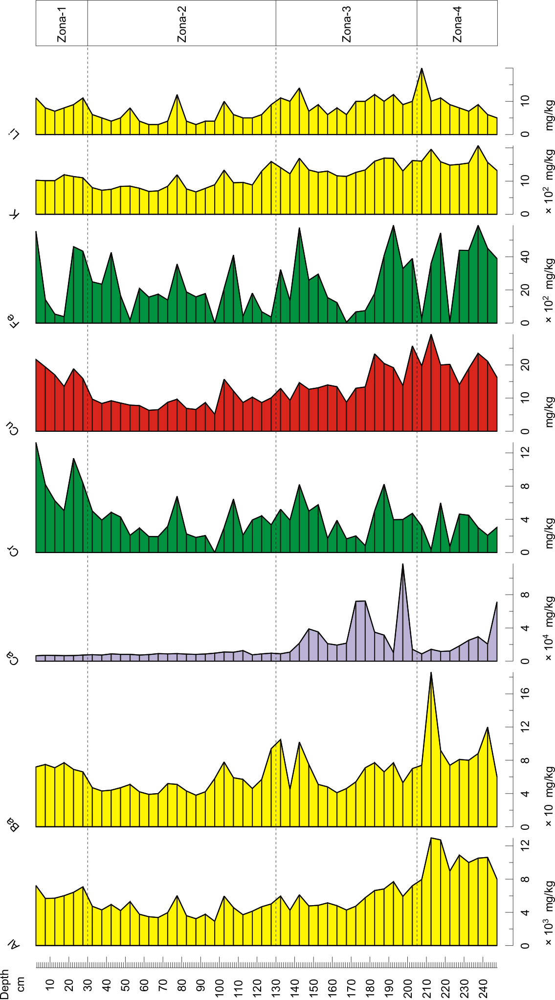 Depth
cm
10
20
30
40
50
60
70
80
90
100
110
120
130
140
150
160
170
180
190
200
210
220
230
240
Al
0
4
8
12
× 10³ mg/kg
Ba
0
4
8
12
16
× 10 mg/kg
Ca
0
4
8
× 10⁴ mg/kg
Cr
0
4
8
12
mg/kg
Cu
0
10
20
mg/kg
Fe
0
20
40
× 10² mg/kg
K
0
10
× 10² mg/kg
Li
0
10
mg/kg
Zona-1
Zona-2
Zona-3
Zona-4